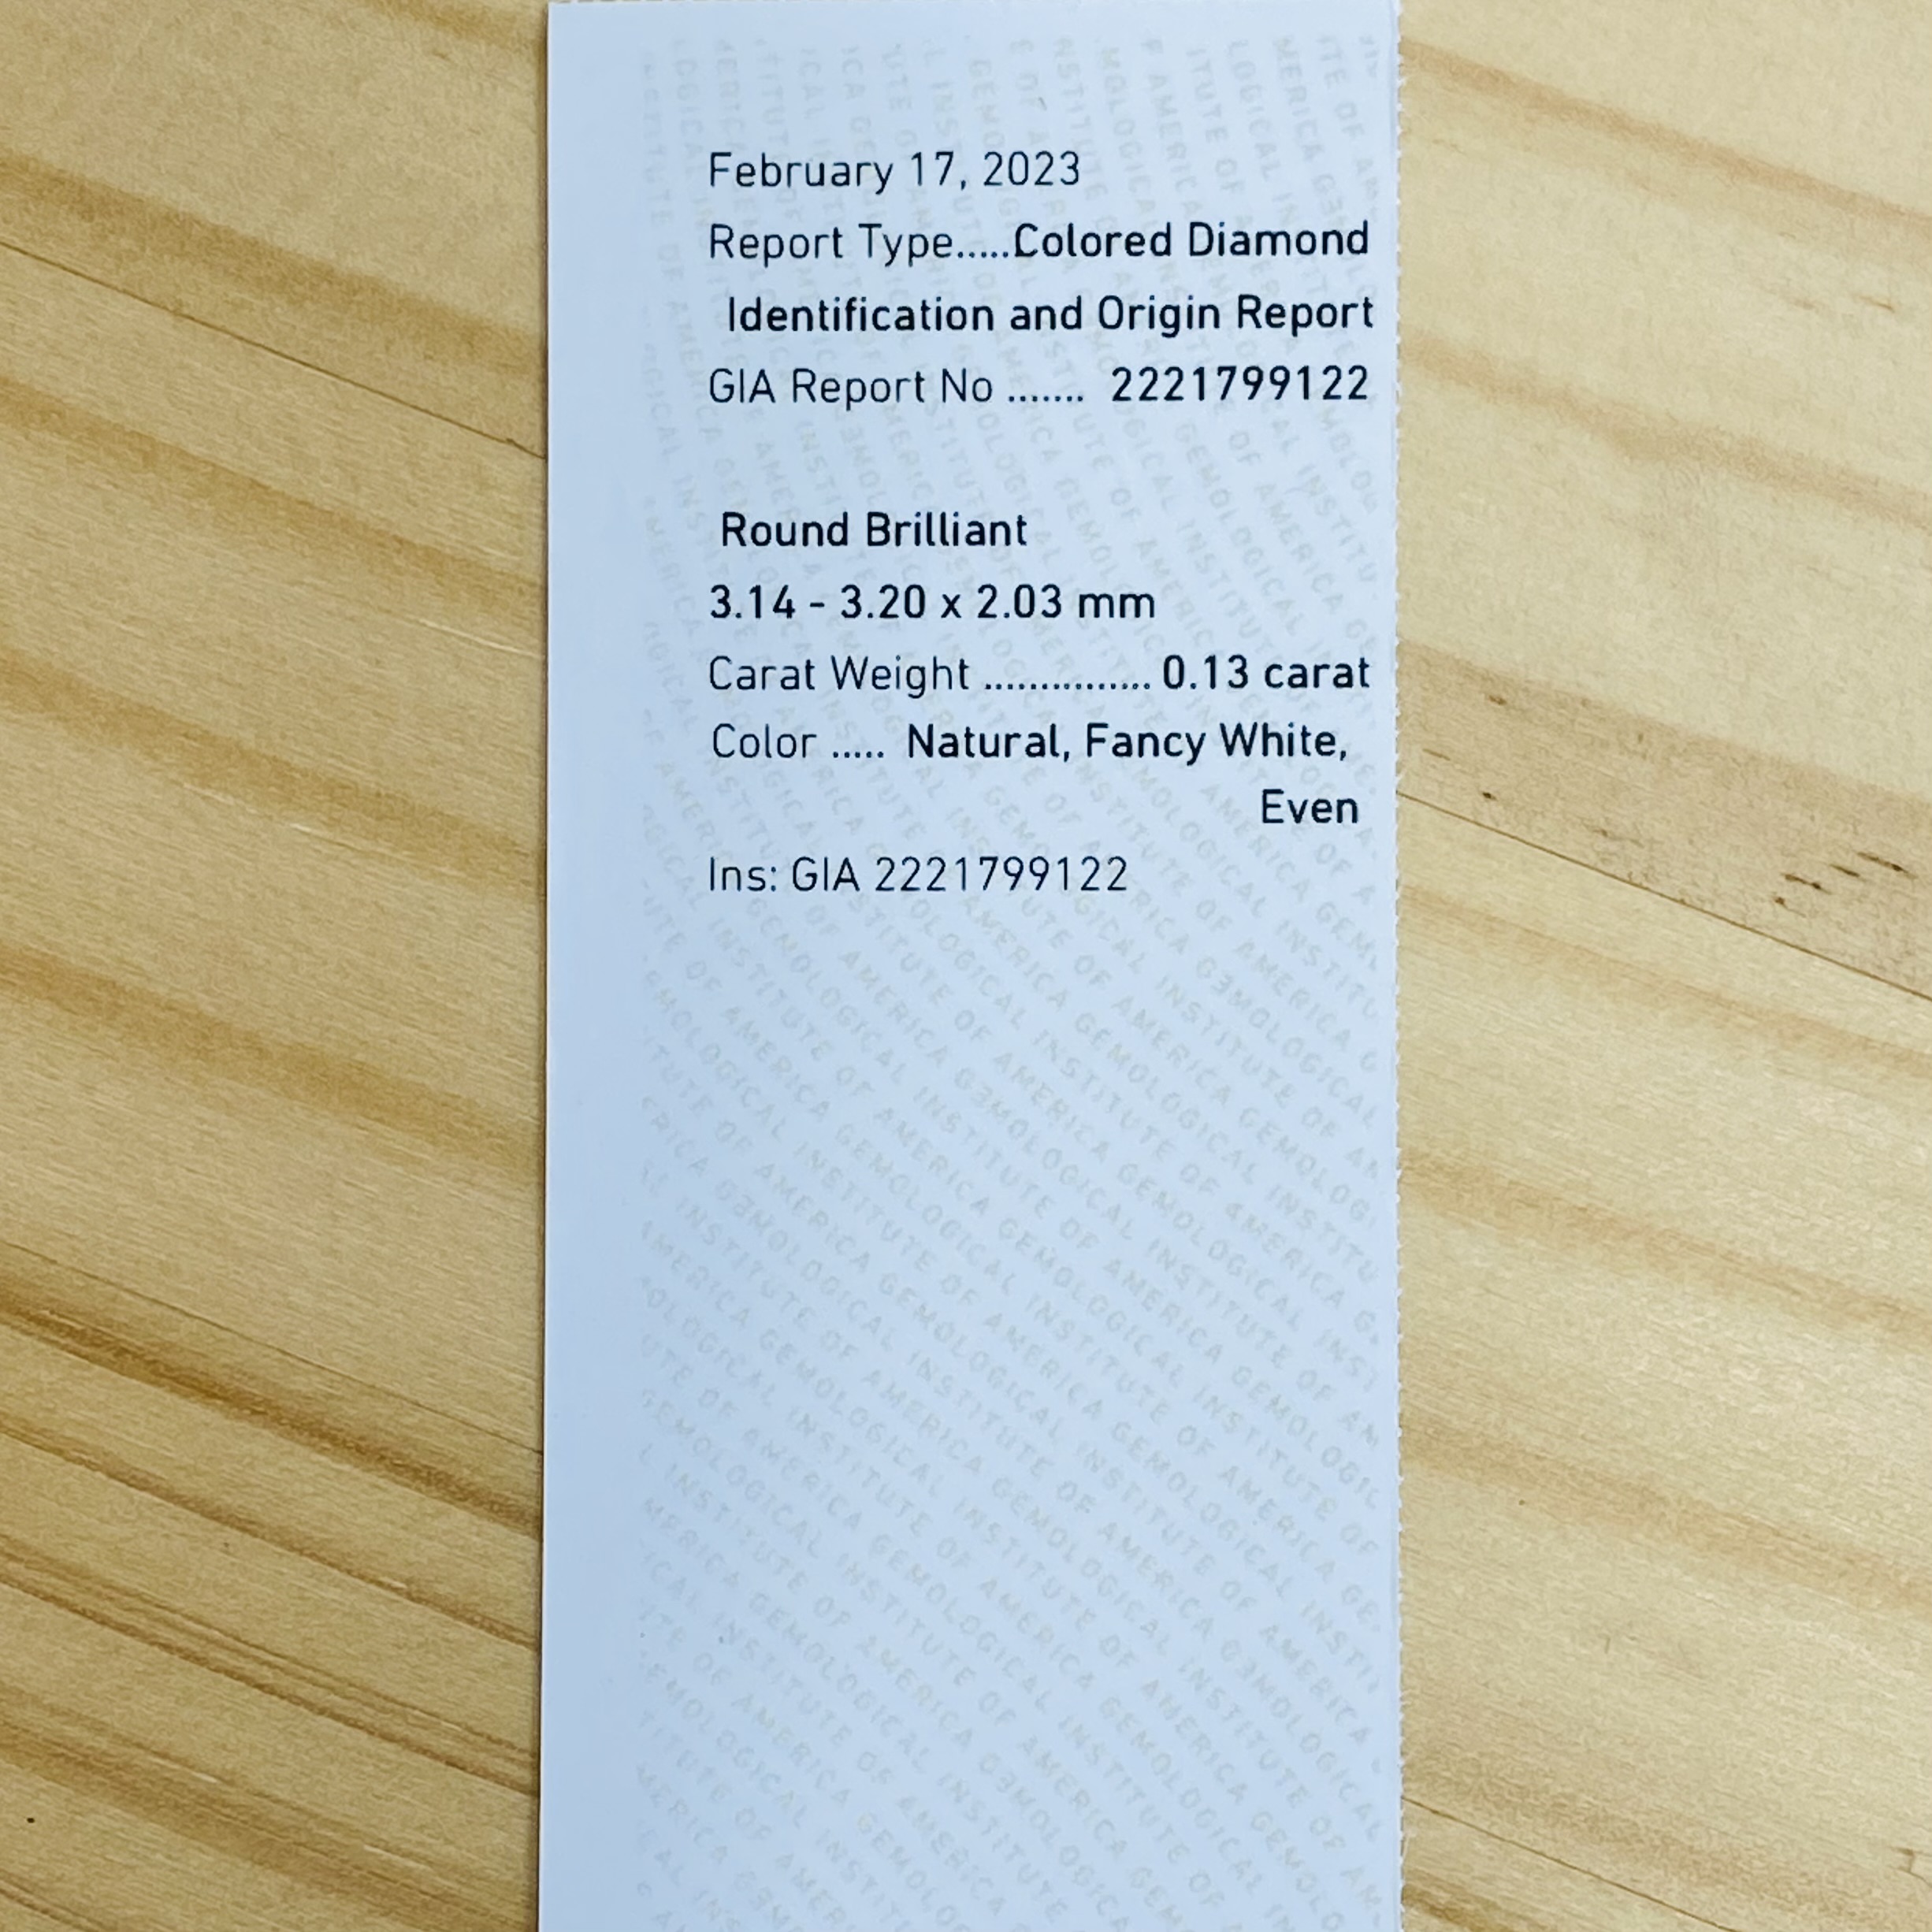 February 17, 2023
Report Type.....Colored Diamond
Identification and Origin Report
GIA Report No ....... 2221799122
Round Brilliant
3.14 - 3.20 x 2.03 mm
Carat Weight ............... 0.13 carat
Color ..... Natural, Fancy White,
Even
Ins: GIA 2221799122